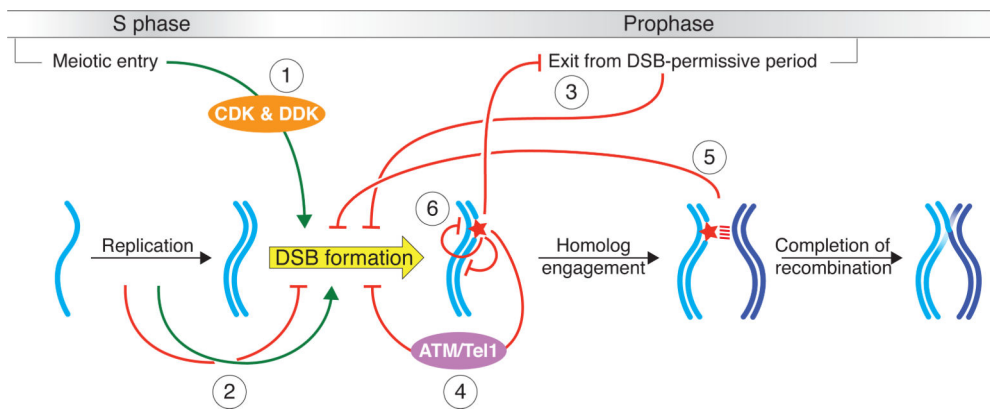 S phase
Prophase
Meiotic entry
Exit from DSB-permissive period
1
3
CDK & DDK
5
6
Replication
DSB formation
Homolog
engagement
Completion of
recombination
ATM/Tel1
2
4